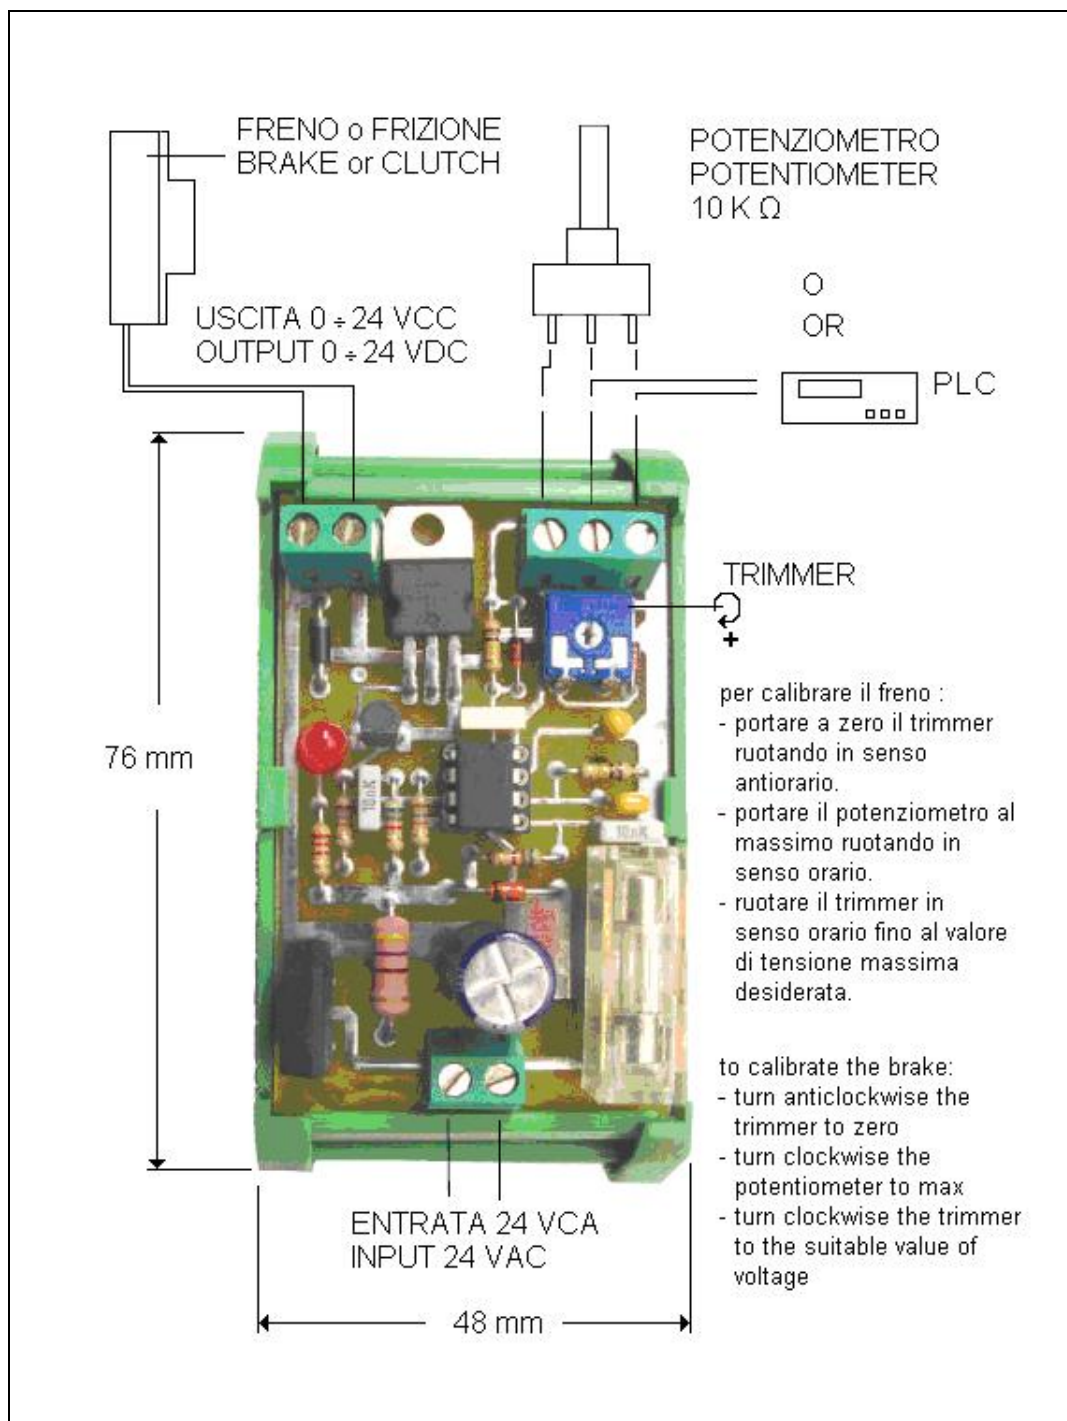 FRENO o FRIZIONE
BRAKE or CLUTCH
POTENZIOMETRO
POTENTIOMETER
10 K Ω
O
OR
PLC
USCITA 0 ÷ 24 VCC
OUTPUT 0 ÷ 24 VDC
TRIMMER
+
76 mm
10nK
10nK
per calibrare il freno :
- portare a zero il trimmer
ruotando in senso
antiorario.
- portare il potenziometro al
massimo ruotando in
senso orario.
- ruotare il trimmer in
senso orario fino al valore
di tensione massima
desiderata.
to calibrate the brake:
- turn anticlockwise the
trimmer to zero
- turn clockwise the
potentiometer to max
- turn clockwise the trimmer
to the suitable value of
voltage
ENTRATA 24 VCA
INPUT 24 VAC
48 mm